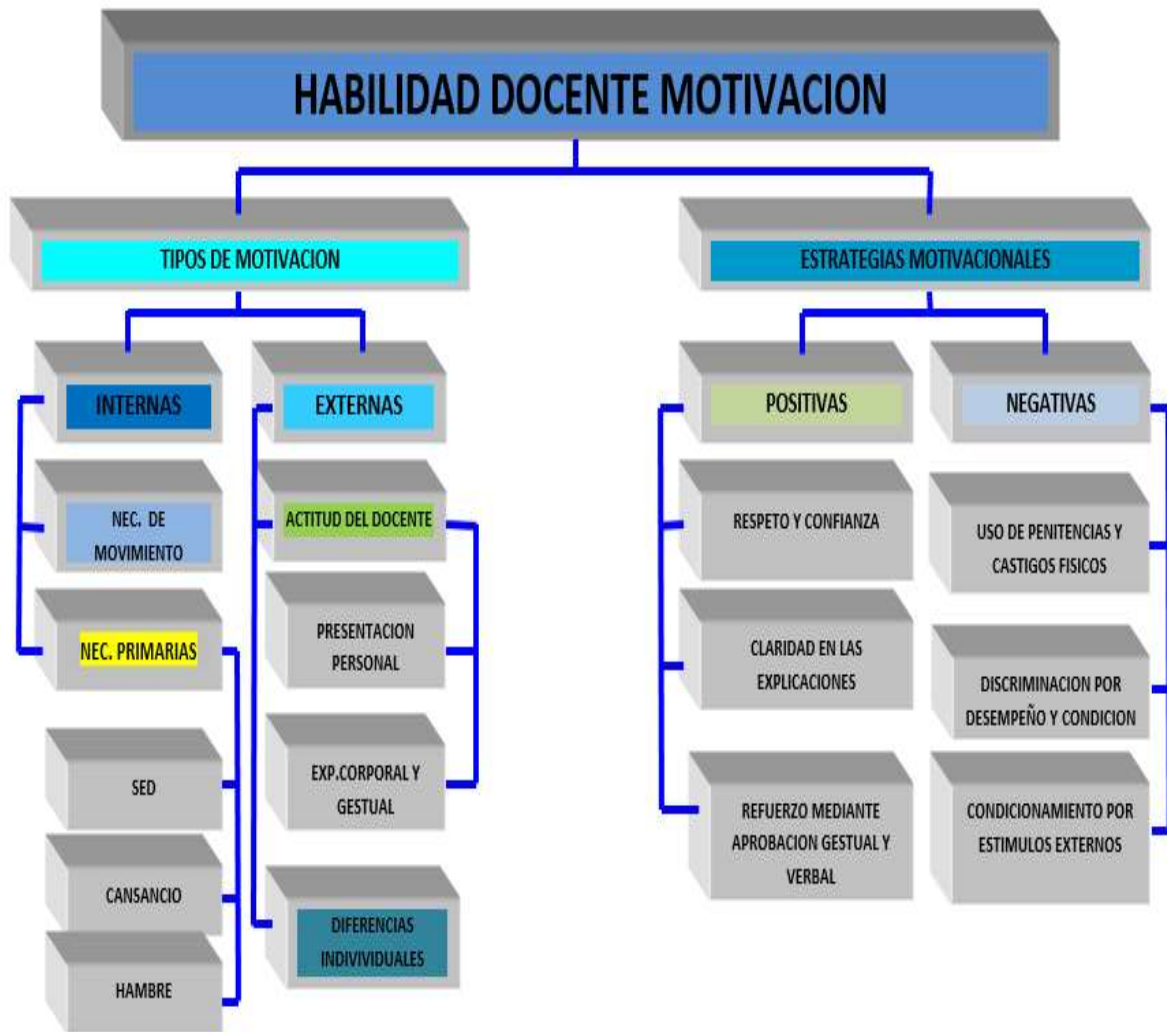 HABILIDAD DOCENTE MOTIVACION
TIPOS DE MOTIVACION
ESTRATEGIAS MOTIVACIONALES
INTERNAS
EXTERNAS
POSITIVAS
NEGATIVAS
NEC. DE
MOVIMIENTO
ACTITUD DEL DOCENTE
RESPETO Y CONFIANZA
USO DE PENITENCIAS Y
CASTIGOS FISICOS
NEC. PRIMARIAS
PRESENTACION
PERSONAL
CLARIDAD EN LAS
EXPLICACIONES
DISCRIMINACION POR
DESEMPEÑO Y CONDICION
SED
EXP.CORPORAL Y
GESTUAL
REFUERZO MEDIANTE
APROBACION GESTUAL Y
VERBAL
CONDICIONAMIENTO POR
ESTIMULOS EXTERNOS
CANSANCIO
DIFERENCIAS
INDIVIVIDUALES
HAMBRE